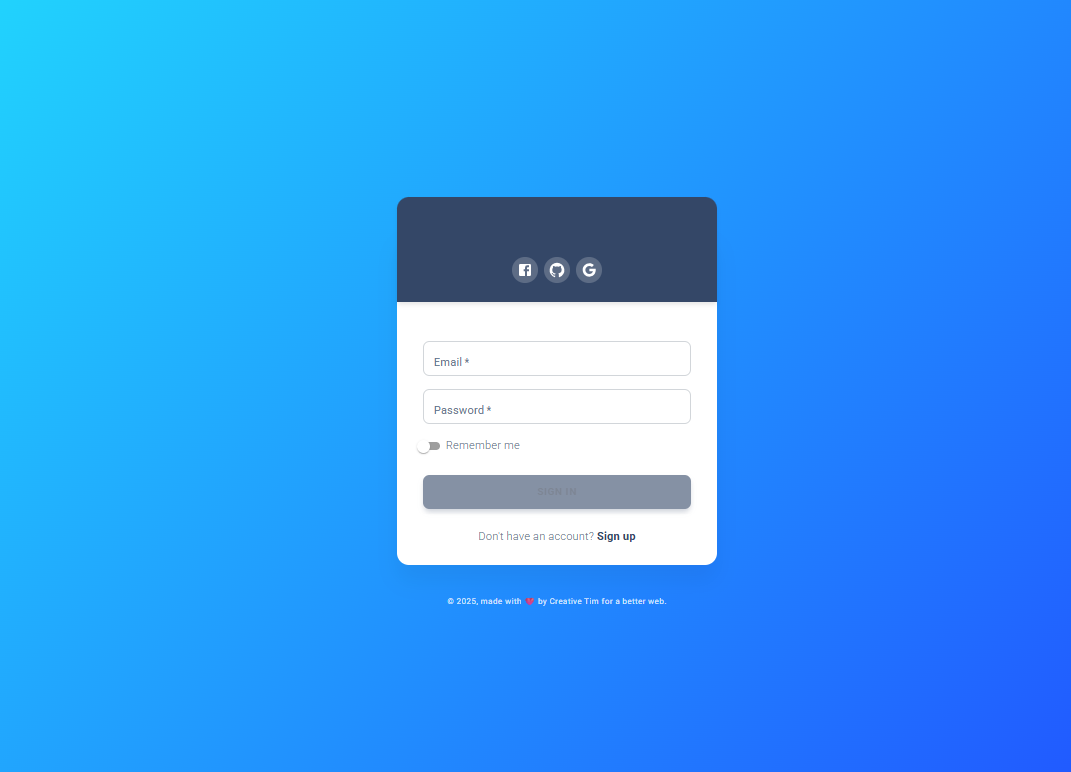 Email *
Password *
Remember me
SIGN IN
Don't have an account? Sign up
© 2025, made with ❤ by Creative Tim for a better web.